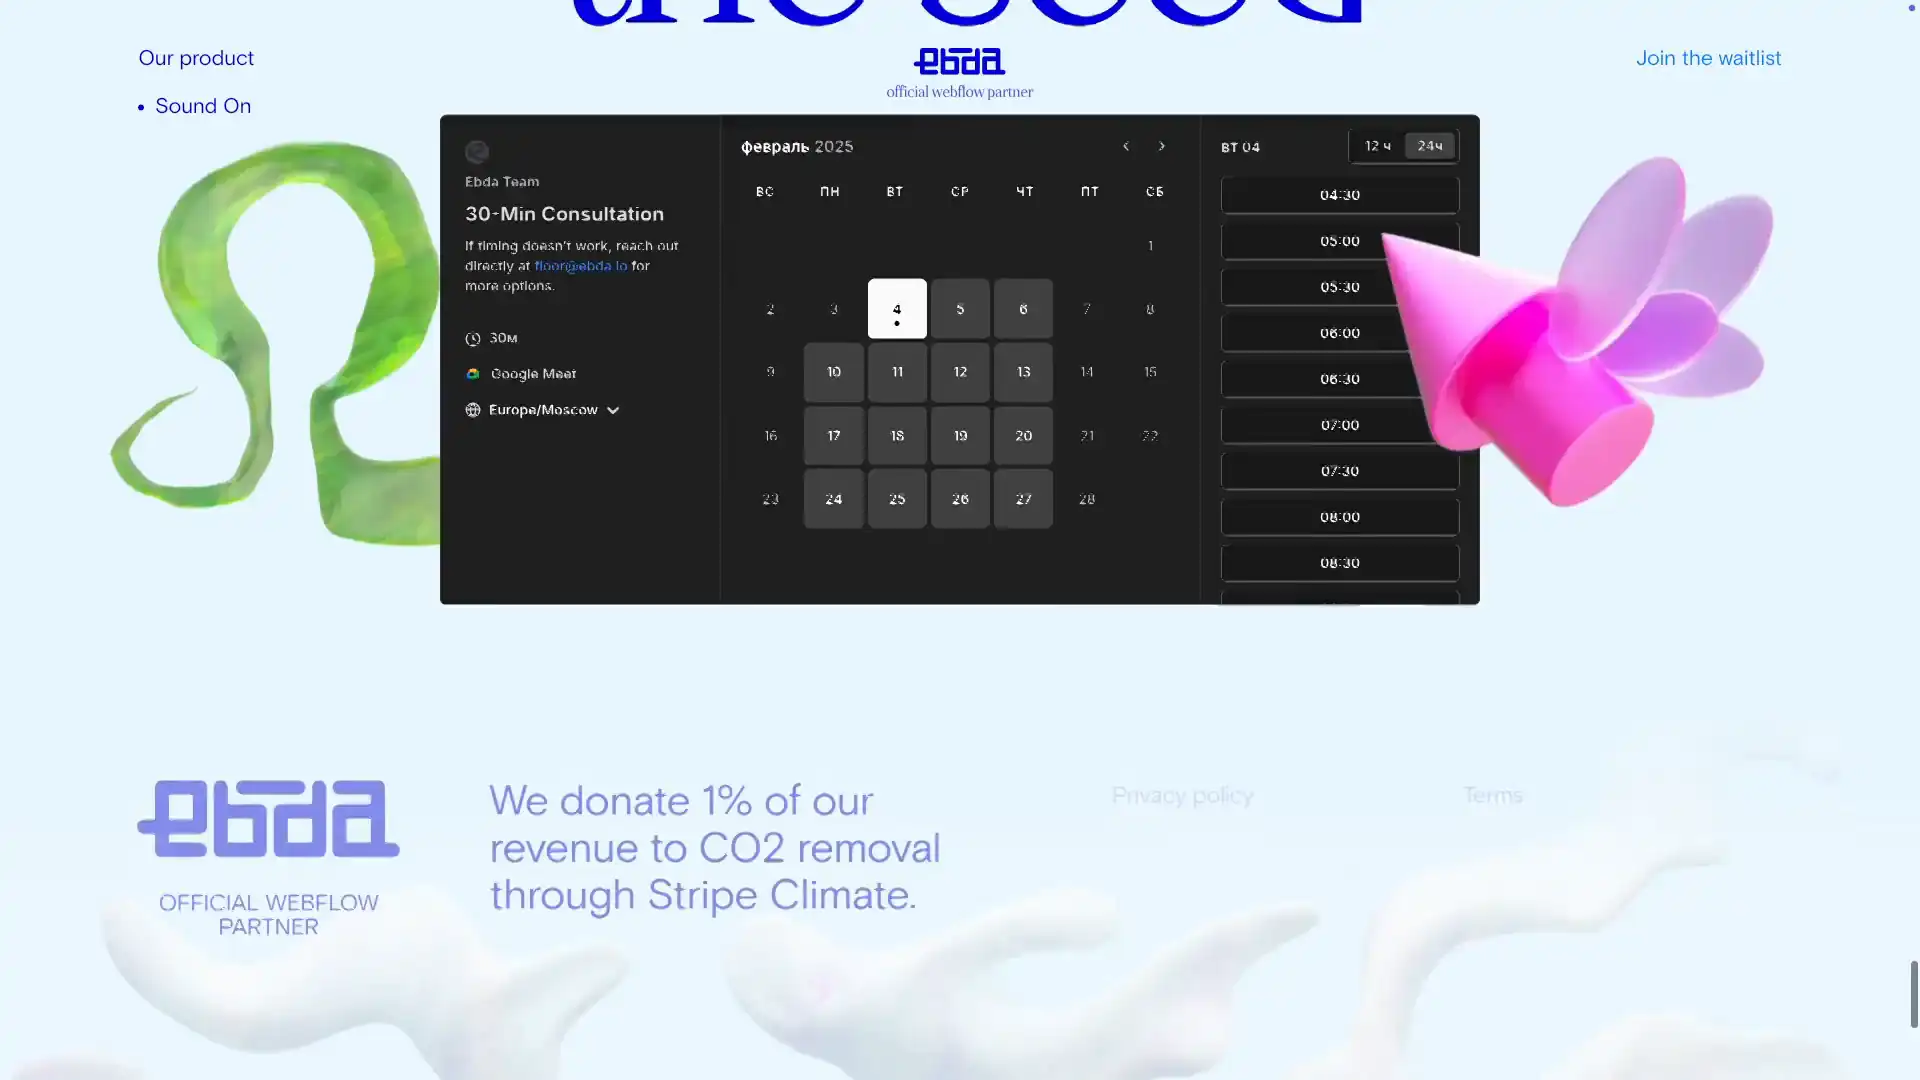 the seed
Our product
ebda
Join the waitlist
official webflow partner
• Sound On
Ebda Team
30-Min Consultation
If timing doesn't work, reach out
directly at floor@ebda.io for
more options.
30м
Google Meet
Europe/Moscow
февраль 2025
ВС ПН ВТ СР ЧТ ПТ СБ
1
2 3 4 5 6 7 8
9 10 11 12 13 14 15
16 17 18 19 20 21 22
23 24 25 26 27 28
ВТ 04
12 ч 24ч
04:30
05:00
05:30
06:00
06:30
07:00
07:30
08:00
08:30
ebda
OFFICIAL WEBFLOW
PARTNER
We donate 1% of our
revenue to CO2 removal
through Stripe Climate.
Privacy policy
Terms